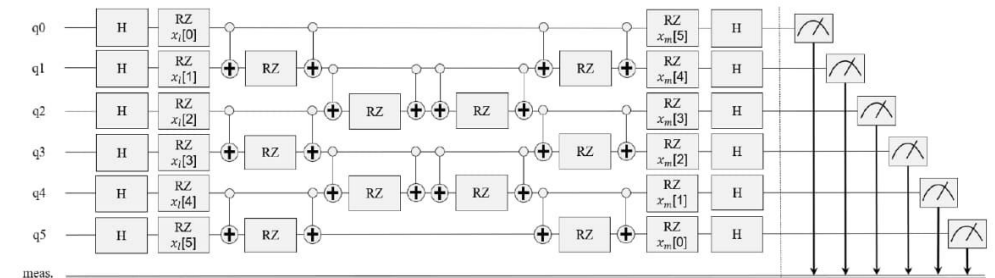 q0 H RZ x_i[0] RZ x_m[5] H
q1 H RZ x_i[1] RZ RZ x_m[4] H RZ
q2 H RZ x_i[2] RZ RZ RZ x_m[3] H
q3 H RZ x_i[3] RZ RZ RZ x_m[2] H
q4 H RZ x_i[4] RZ RZ RZ x_m[1] H
q5 H RZ x_i[5] RZ RZ RZ x_m[0] H
meas.